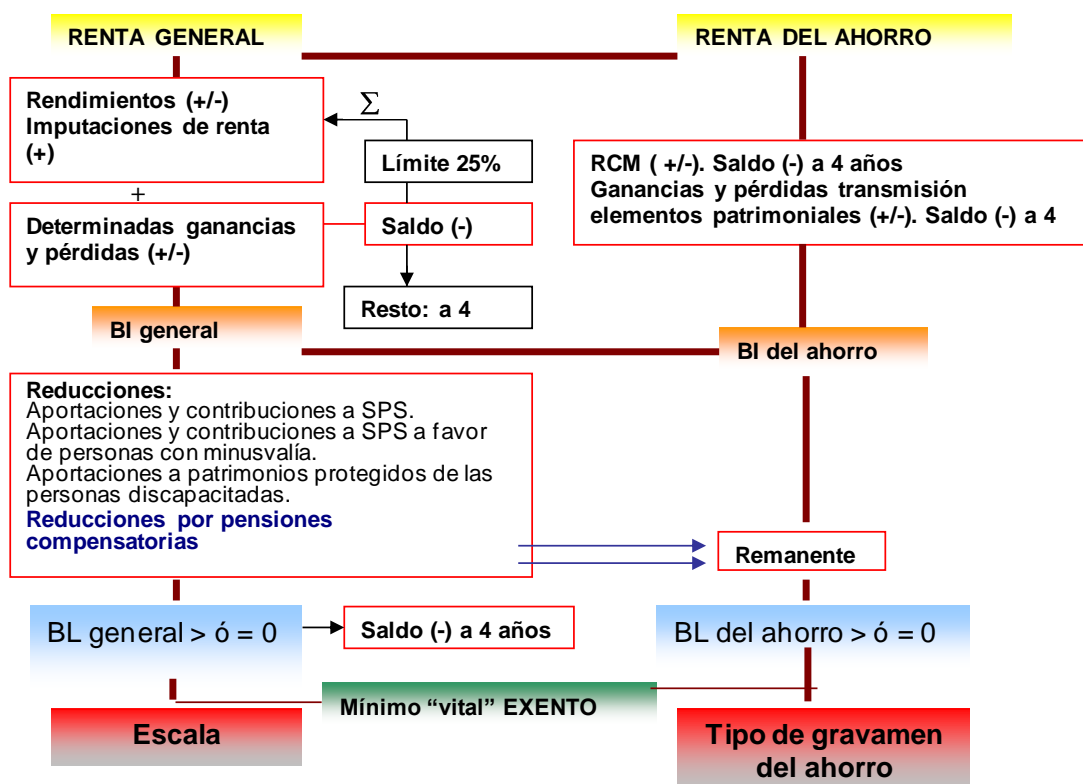 RENTA GENERAL
RENTA DEL AHORRO
Rendimientos (+/-)
Imputaciones de renta
(+)
Σ
Límite 25%
+
Determinadas ganancias
y pérdidas (+/-)
Saldo (-)
Resto: a 4
RCM ( +/-). Saldo (-) a 4 años
Ganancias y pérdidas transmisión
elementos patrimoniales (+/-). Saldo (-) a 4
BI general
BI del ahorro
Reducciones:
Aportaciones y contribuciones a SPS.
Aportaciones y contribuciones a SPS a favor
de personas con minusvalía.
Aportaciones a patrimonios protegidos de las
personas discapacitadas.
Reducciones por pensiones
compensatorias
Remanente
BL general > ó = 0
Saldo (-) a 4 años
BL del ahorro > ó = 0
Mínimo “vital” EXENTO
Escala
Tipo de gravamen
del ahorro